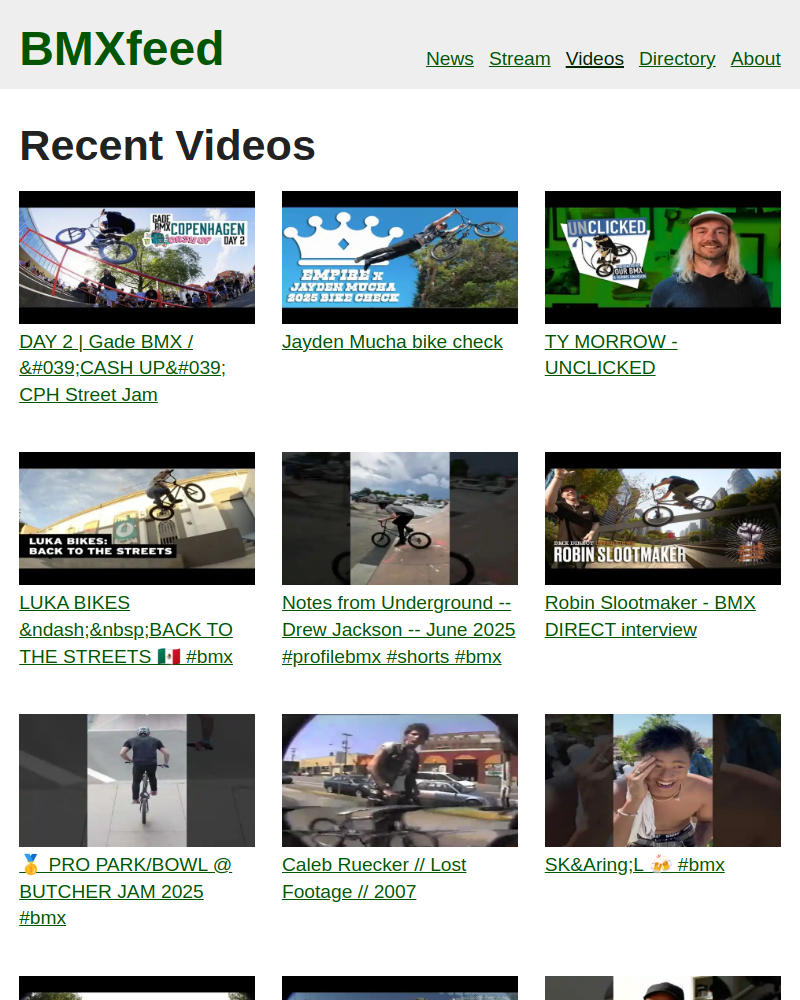 BMXfeed
News Stream Videos Directory About
Recent Videos
GADE
BMX
COPENHAGEN
CASH UP
DAY 2
EMPIRE x
JAYDEN MUCHA
2025 BIKE CHECK
UNCLICKED
OUR BMX
DAY 2 | Gade BMX /
&#039;CASH UP&#039;
CPH Street Jam
Jayden Mucha bike check
TY MORROW -
UNCLICKED
LUKA BIKES:
BACK TO THE STREETS
ROBIN SLOOTMAKER
LUKA BIKES
&ndash;&nbsp;BACK TO
THE STREETS 🇲🇽 #bmx
Notes from Underground --
Drew Jackson -- June 2025
#profilebmx #shorts #bmx
Robin Slootmaker - BMX
DIRECT interview
🥇 PRO PARK/BOWL @
BUTCHER JAM 2025
#bmx
Caleb Ruecker // Lost
Footage // 2007
SK&Aring;L 🍻 #bmx